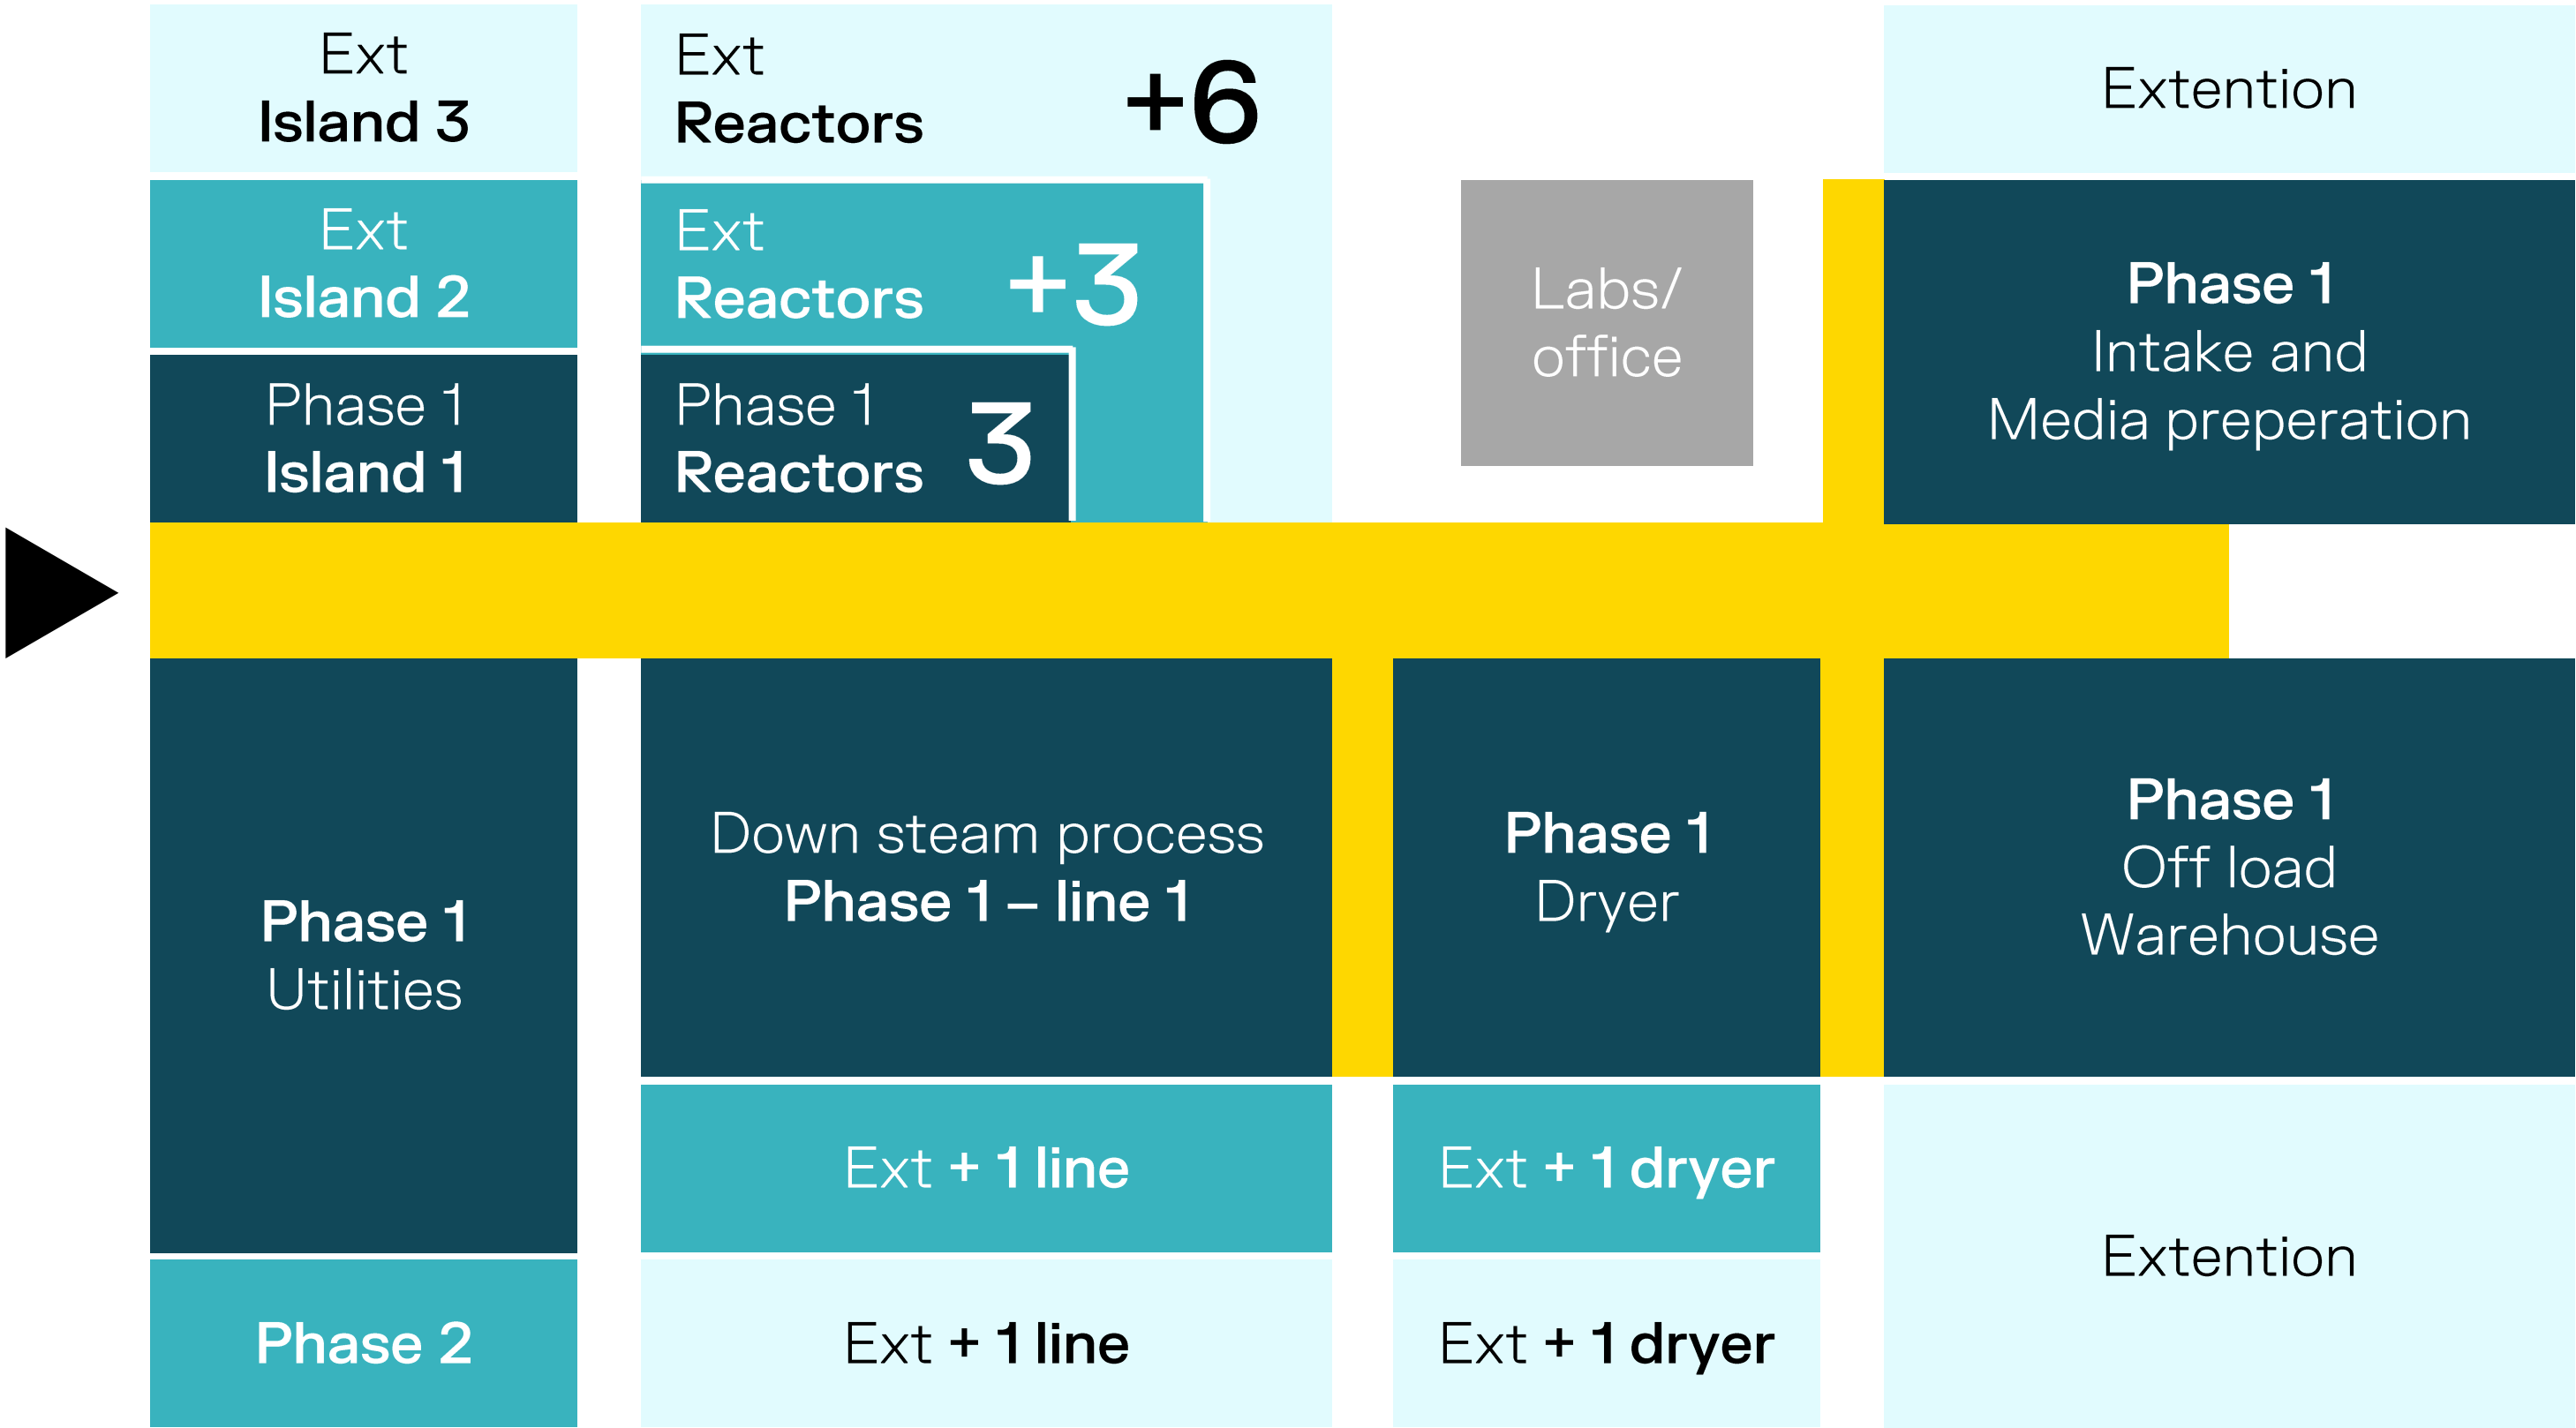 Ext
Island 3
Ext
Reactors
+6
Extention
Ext
Island 2
Ext
Reactors
+3
Labs/
office
Phase 1
Intake and
Media preperation
Phase 1
Island 1
Phase 1
Reactors
3
Phase 1
Utilities
Down steam process
Phase 1 – line 1
Phase 1
Dryer
Phase 1
Off load
Warehouse
Ext + 1 line
Ext + 1 dryer
Extention
Phase 2
Ext + 1 line
Ext + 1 dryer